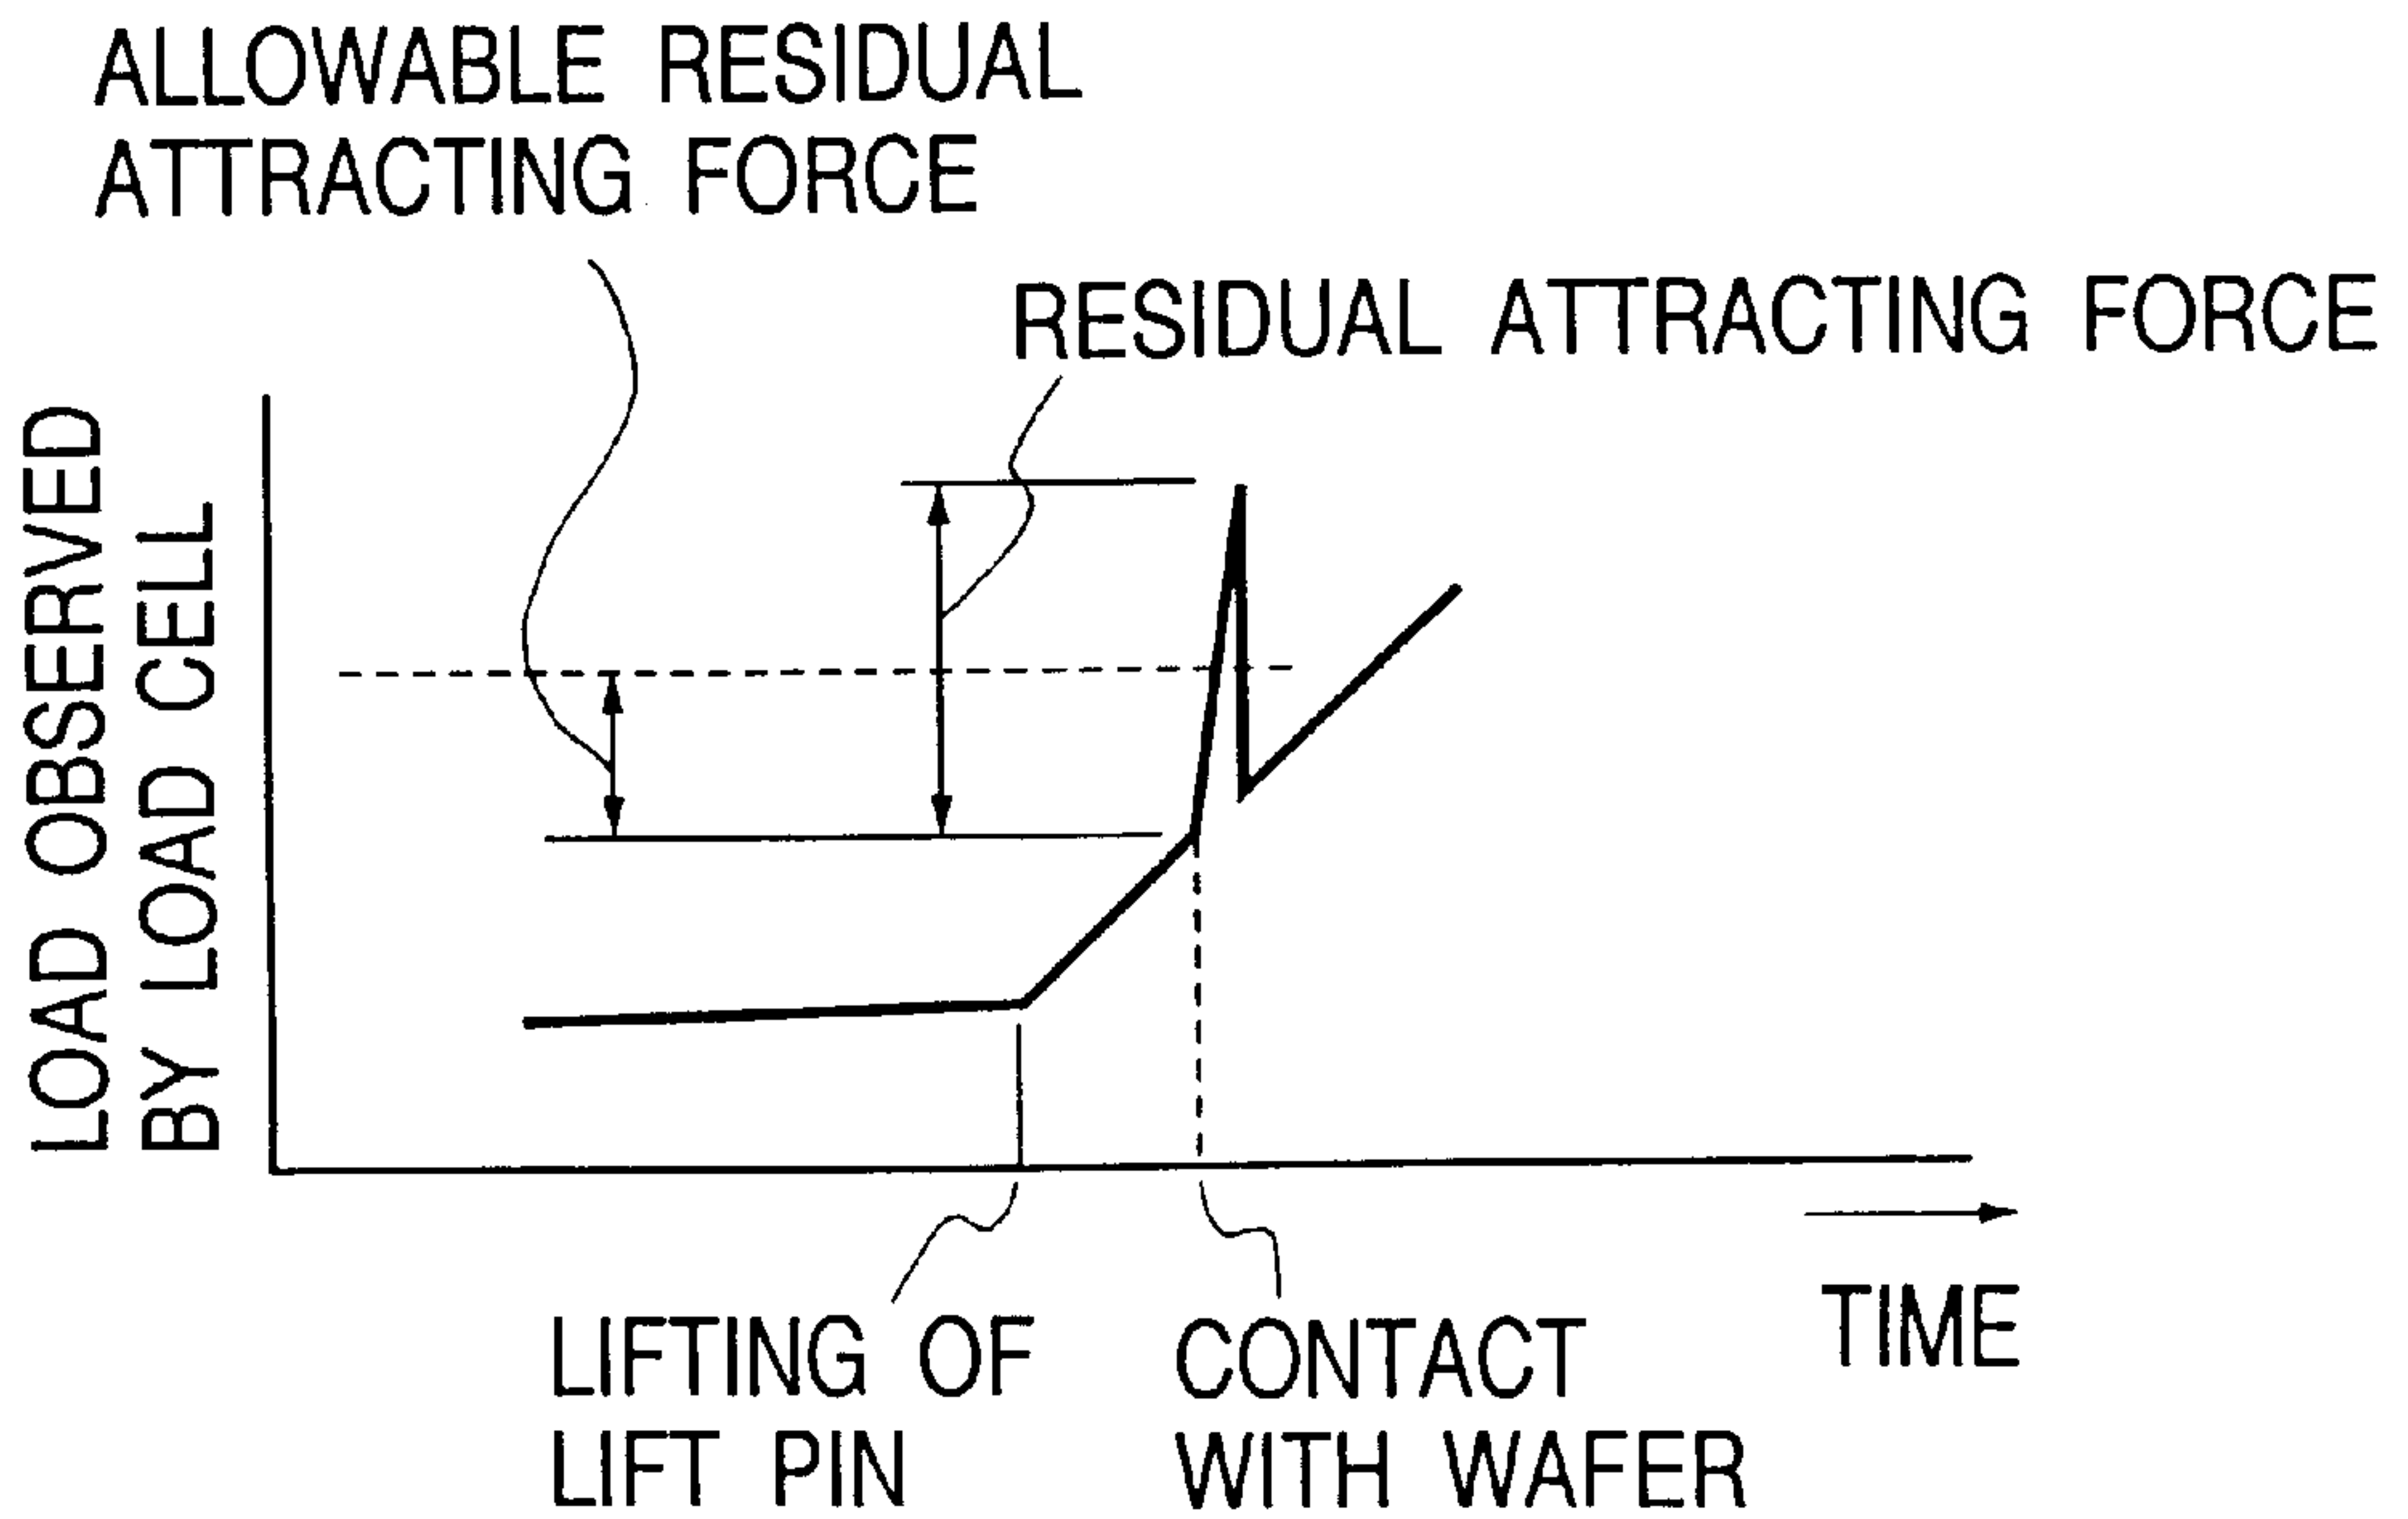 ALLOWABLE RESIDUAL
ATTRACTING FORCE
RESIDUAL ATTRACTING FORCE
LOAD OBSERVED
BY LOAD CELL
LIFTING OF
LIFT PIN
CONTACT
WITH WAFER
TIME